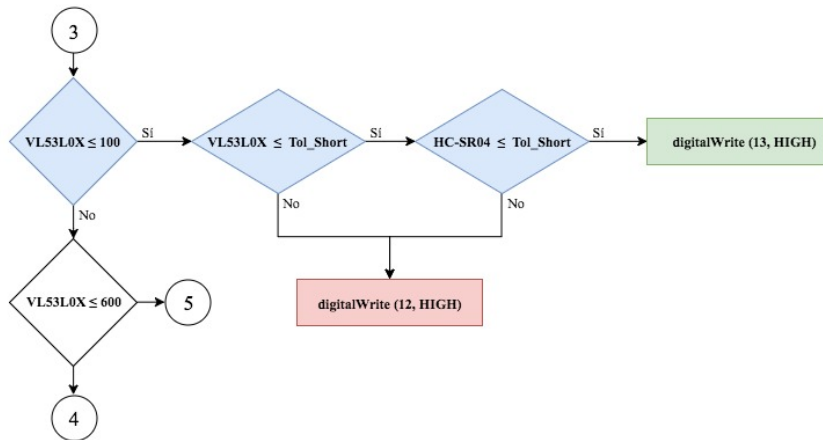 3
VL53L0X ≤ 100
Sí
VL53L0X ≤ Tol_Short
Sí
HC-SR04 ≤ Tol_Short
Sí
digitalWrite (13, HIGH)
No
No
No
VL53L0X ≤ 600
5
digitalWrite (12, HIGH)
4